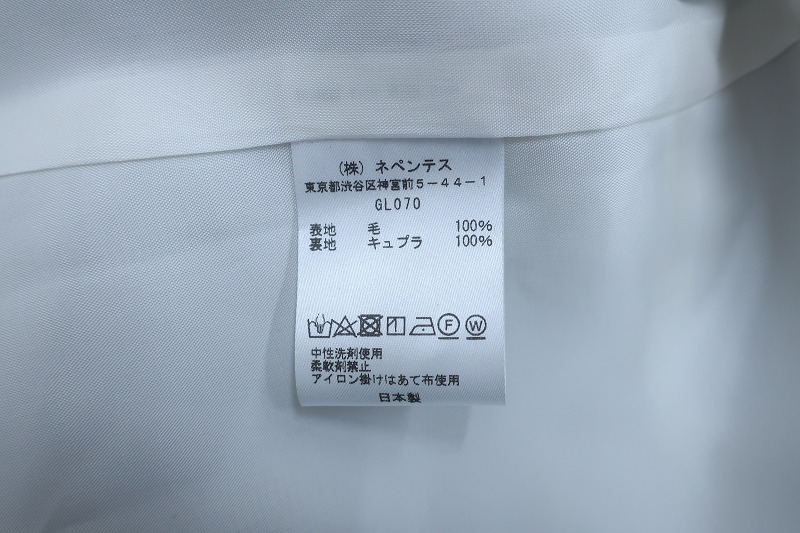 （株）ネペンテス
東京都渋谷区神宮前５－４４－１
GL070
表地 毛 100%
裏地 キュプラ 100%
F W
中性洗剤使用
柔軟剤禁止
アイロン掛けはあて布使用
日本製